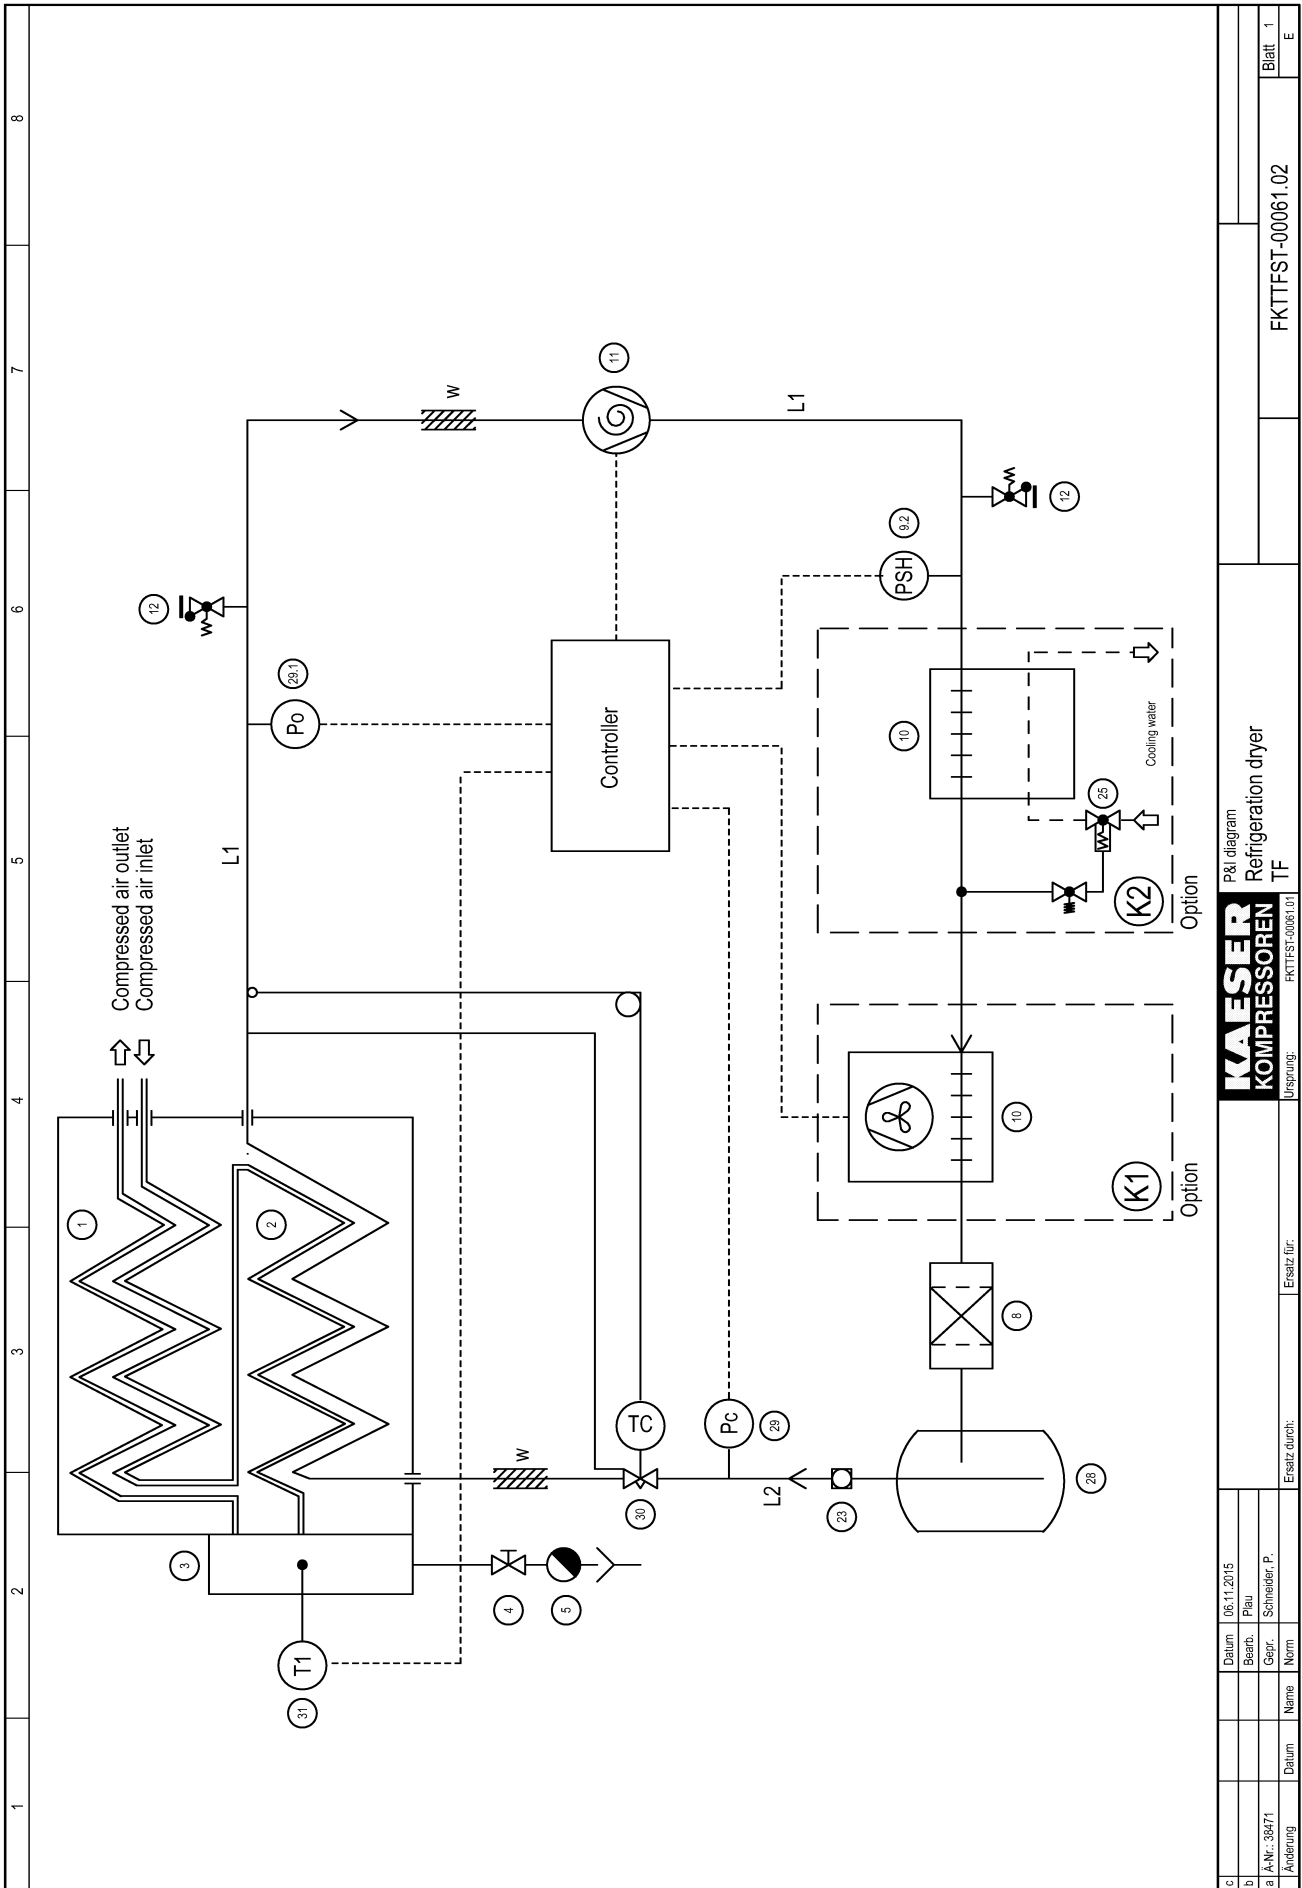 1 2 3 4 5 6 7 8
Compressed air outlet
Compressed air inlet
1
2
3
T1
31
4
5
W
30
TC
Pc
29
L2
23
28
8
L1
12
Po
29.1
Controller
W
11
L1
12
9.2
PSH
10
K1
Option
10
25
Cooling water
K2
Option
c
b
a Ä-Nr.: 38471
Änderung Datum Name
Datum 06.11.2015
Bearb. Plau
Gepr. Schneider, P.
Norm
Ersatz durch:
Ersatz für:
KAESER
KOMPRESSOREN
Ursprung: FKTTFST-00061.01
P&I diagram
Refrigeration dryer
TF
FKTTFST-00061.02
Blatt 1
E